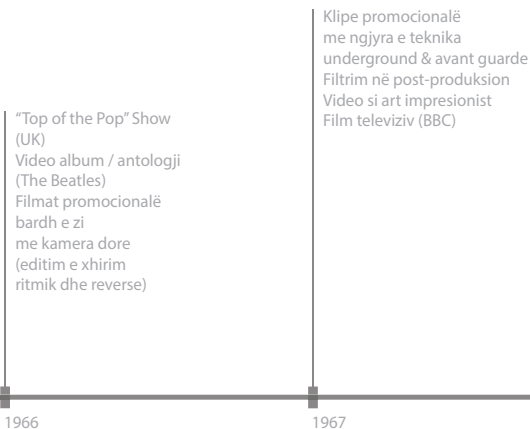 Klipe promocionalë
me ngjyra e teknika
underground & avant guarde
Filtrim në post-produksion
Video si art impresionist
Film televiziv (BBC)
“Top of the Pop” Show
(UK)
Video album / antologji
(The Beatles)
Filmat promocionalë
bardh e zi
me kamera dore
(editim e xhirim
ritmik dhe reverse)
1966
1967